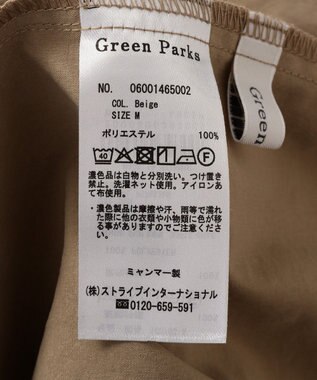 Green Parks
NO. 06001465002
COL. Beige
SIZE M
ポリエステル 100%
40
F
濃色品は白物と分別洗い。つけ置き
禁止。洗濯ネット使用。アイロンあ
て布使用。
・濃色製品は摩擦や汗、雨等で濡れ
た際に他の衣類や小物類に色が移
る事がありますのでご注意くださ
い。
ミャンマー製
(株)ストライプインターナショナル
0120-659-591
Green